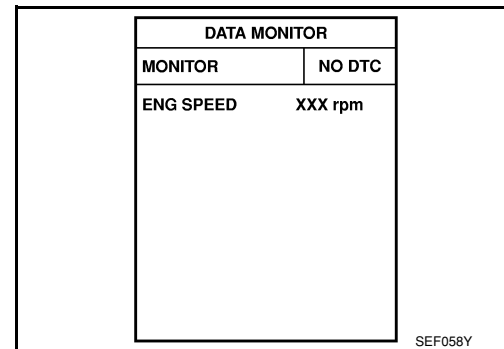 DATA MONITOR
MONITOR NO DTC
ENG SPEED XXX rpm
SEF058Y